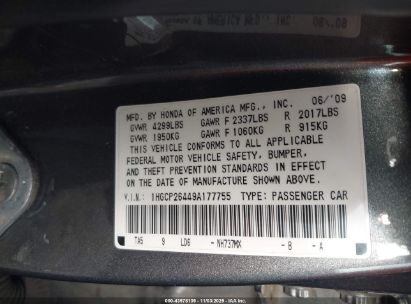 MFD. BY HONDA OF AMERICA MFG., INC. 06/'09
GVWR 4299LBS GAWR F 2337LBS R 2017LBS
GVWR 1950KG GAWR F 1060KG R 915KG
THIS VEHICLE CONFORMS TO ALL APPLICABLE
FEDERAL MOTOR VEHICLE SAFETY, BUMPER,
AND THEFT PREVENTION STANDARDS IN EFFECT
ON THE DATE OF MANUFACTURE SHOWN ABOVE.
V.I.N.: 1HGCP26449A177755 TYPE: PASSENGER CAR
TA5 9 LD6 -NH737MX -B -A